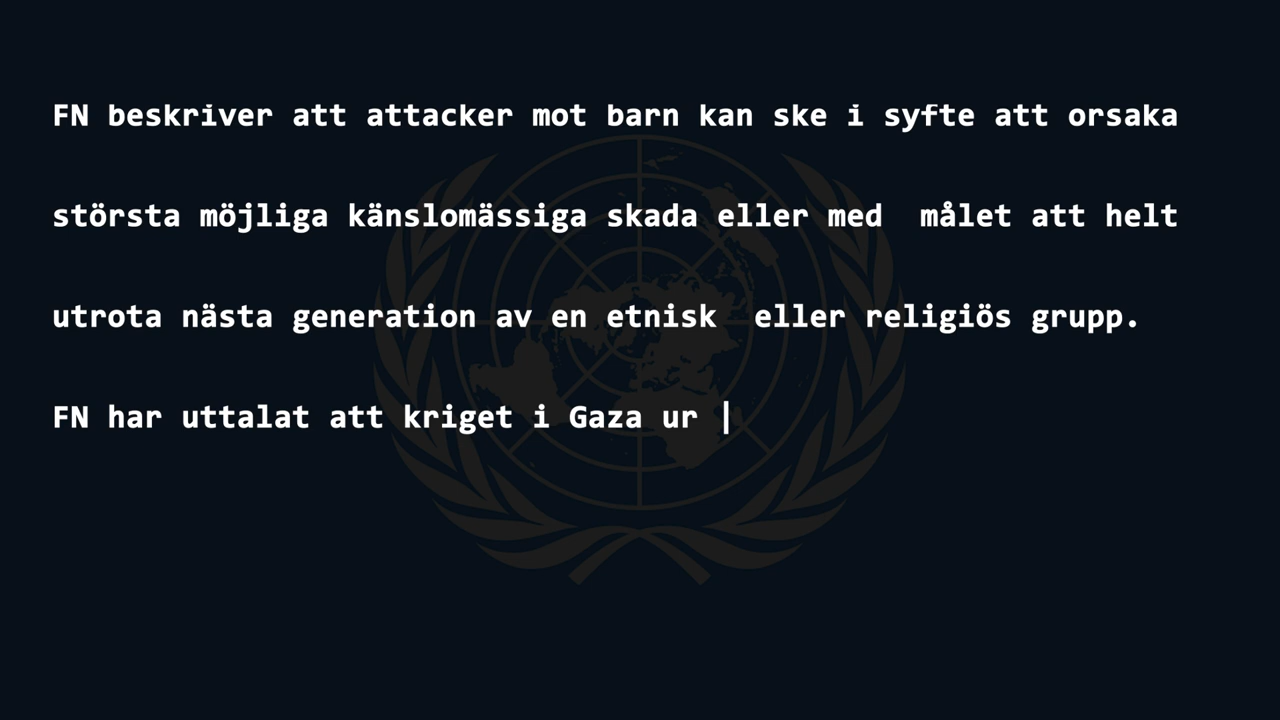 FN beskriver att attacker mot barn kan ske i syfte att orsaka
största möjliga känslomässiga skada eller med  målet att helt
utrota nästa generation av en etnisk  eller religiös grupp.
FN har uttalat att kriget i Gaza ur |